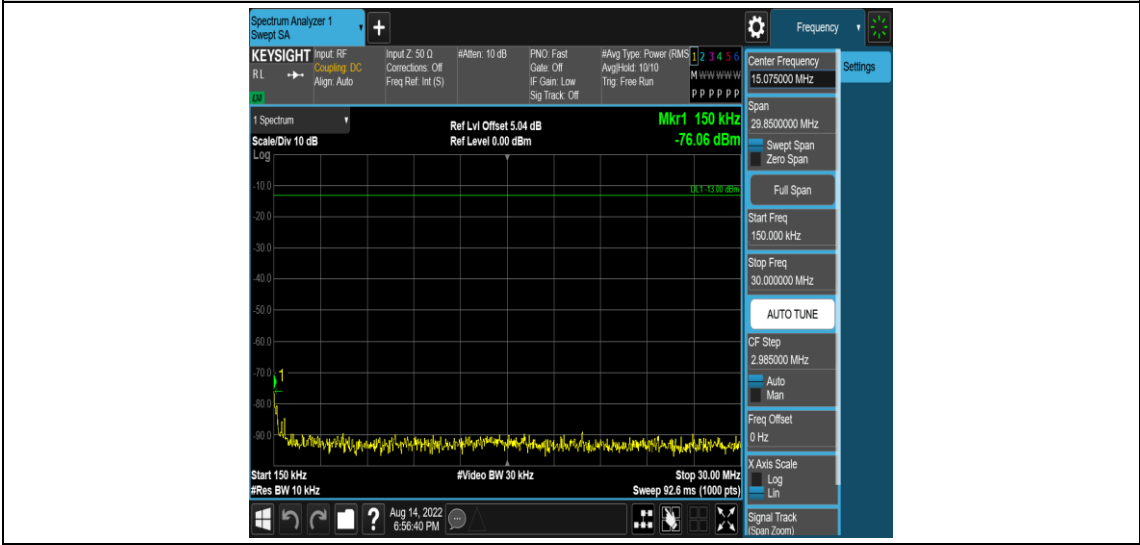 Spectrum Analyzer 1
Swept SA
+
Frequency
KEYSIGHT
RL
LXI
Input: RF
Coupling: DC
Align: Auto
Input Z: 50 Ω
Corrections: Off
Freq Ref: Int (S)
#Atten: 10 dB
PNO: Fast
Gate: Off
IF Gain: Low
Sig Track: Off
#Avg Type: Power (RMS
Avg|Hold: 10/10
Trig: Free Run
1 2 3 4 5 6
M W W W W W
P P P P P P
1 Spectrum
Scale/Div 10 dB
Log
Ref Lvl Offset 5.04 dB
Ref Level 0.00 dBm
Mkr1 150 kHz
-76.06 dBm
DL1 -13.00 dBm
-10.0
-20.0
-30.0
-40.0
-50.0
-60.0
-70.0
1
-80.0
-90.0
Start 150 kHz
#Res BW 10 kHz
#Video BW 30 kHz
Stop 30.00 MHz
Sweep 92.6 ms (1000 pts)
Center Frequency
15.075000 MHz
Settings
Span
29.8500000 MHz
Swept Span
Zero Span
Full Span
Start Freq
150.000 kHz
Stop Freq
30.000000 MHz
AUTO TUNE
CF Step
2.985000 MHz
Auto
Man
Freq Offset
0 Hz
X Axis Scale
Log
Lin
Signal Track
(Span Zoom)
?
Aug 14, 2022
6:56:40 PM